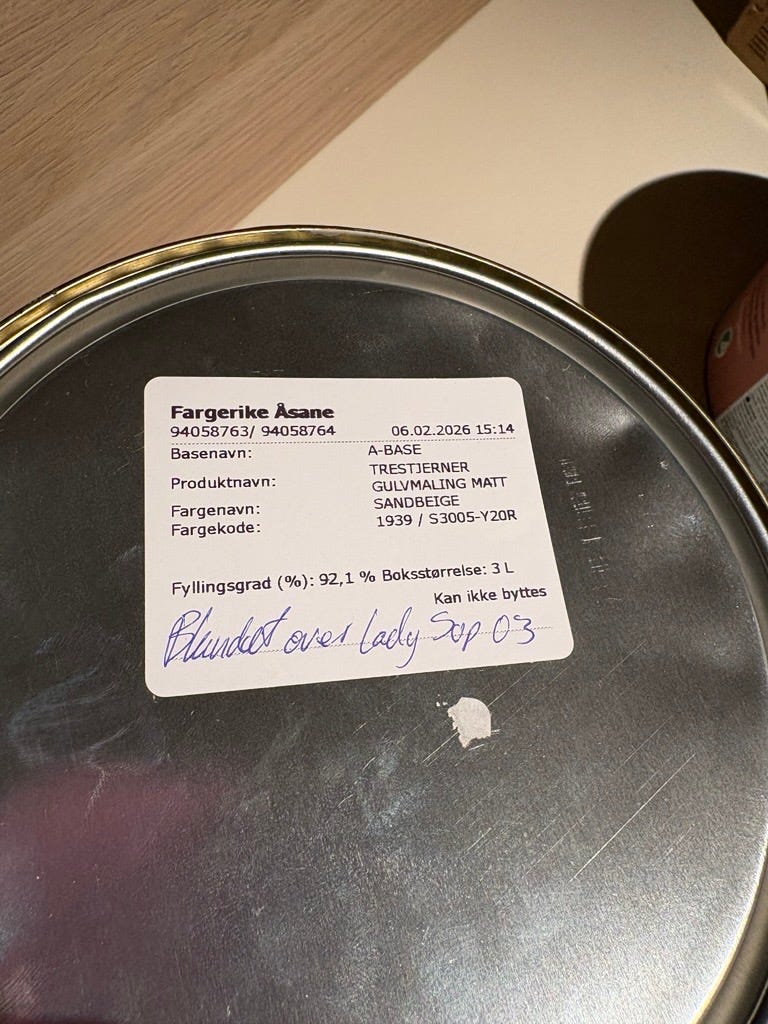 Fargerike Åsane
94058763/ 94058764 06.02.2026 15:14
Basenavn: A-BASE
Produktnavn: TRESTJERNER
GULVMALING MATT
Fargenavn: SANDBEIGE
Fargekode: 1939 / S3005-Y20R
Fyllingsgrad (%): 92,1 % Boksstørrelse: 3 L
Kan ikke byttes
Blandet over Lady Sop 03